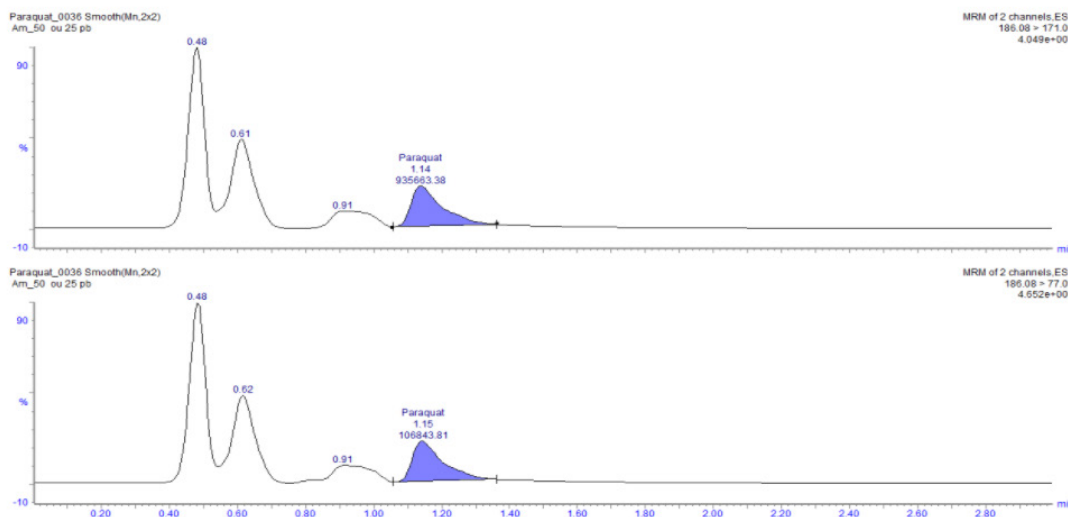 Paraquat_0036 Smooth(Mn,2x2)
Am_50 ou 25 pb
MRM of 2 channels,ES
186.08 > 171.0
4.049e+00
0.48
90
0.61
%
Paraquat
1.14
935663.38
0.91
-10
mi
Paraquat_0036 Smooth(Mn,2x2)
Am_50 ou 25 pb
MRM of 2 channels,ES
186.08 > 77.0
4.652e+00
0.48
90
0.62
%
Paraquat
1.15
106843.81
0.91
-10
mi
0.20 0.40 0.60 0.80 1.00 1.20 1.40 1.60 1.80 2.00 2.20 2.40 2.60 2.80